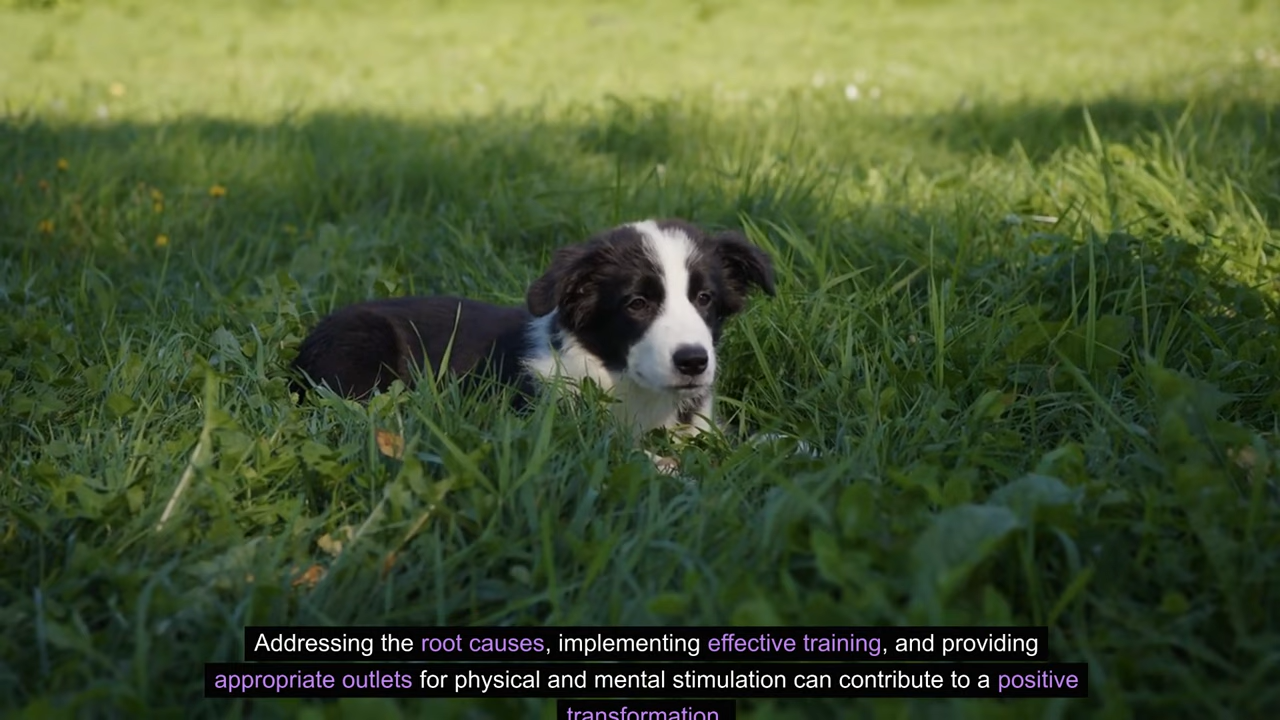 Addressing the root causes, implementing effective training, and providing
appropriate outlets for physical and mental stimulation can contribute to a positive
transformation.